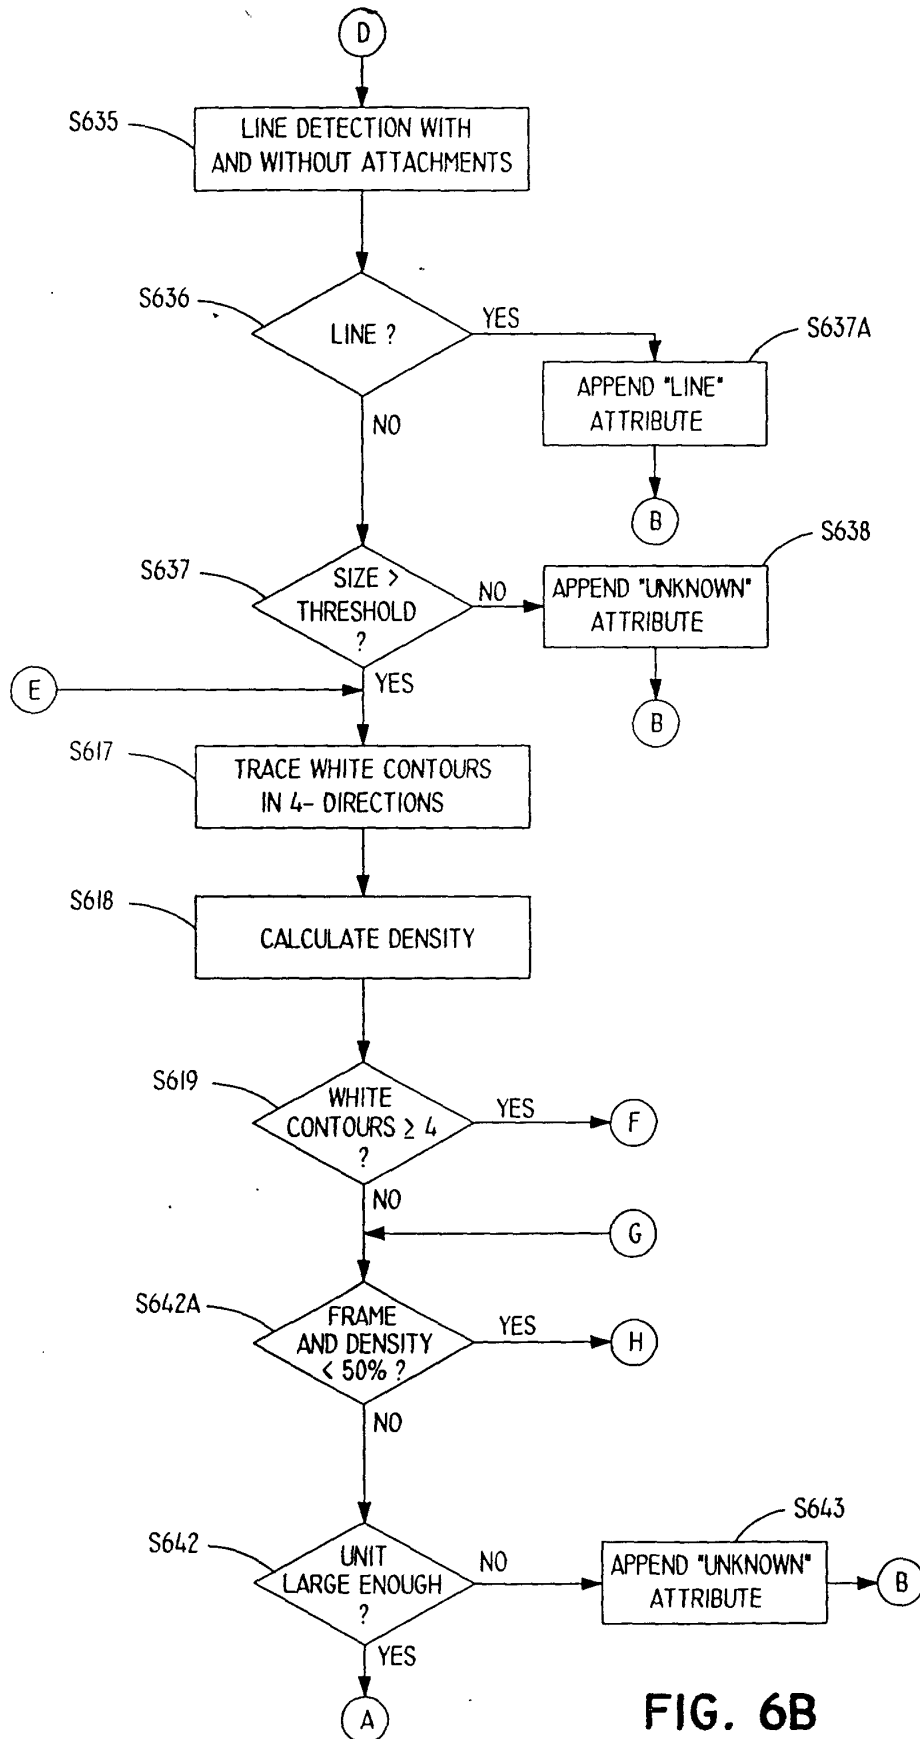 D
S635
LINE DETECTION WITH
AND WITHOUT ATTACHMENTS
S636
LINE ?
YES
S637A
APPEND "LINE"
ATTRIBUTE
NO
B
S637
SIZE >
THRESHOLD
?
NO
S638
APPEND "UNKNOWN"
ATTRIBUTE
E
YES
B
S617
TRACE WHITE CONTOURS
IN 4- DIRECTIONS
S618
CALCULATE DENSITY
S619
WHITE
CONTOURS ≥ 4
?
YES
F
NO
G
S642A
FRAME
AND DENSITY
< 50% ?
YES
H
NO
S642
UNIT
LARGE ENOUGH
?
NO
S643
APPEND "UNKNOWN"
ATTRIBUTE
B
YES
A
FIG. 6B